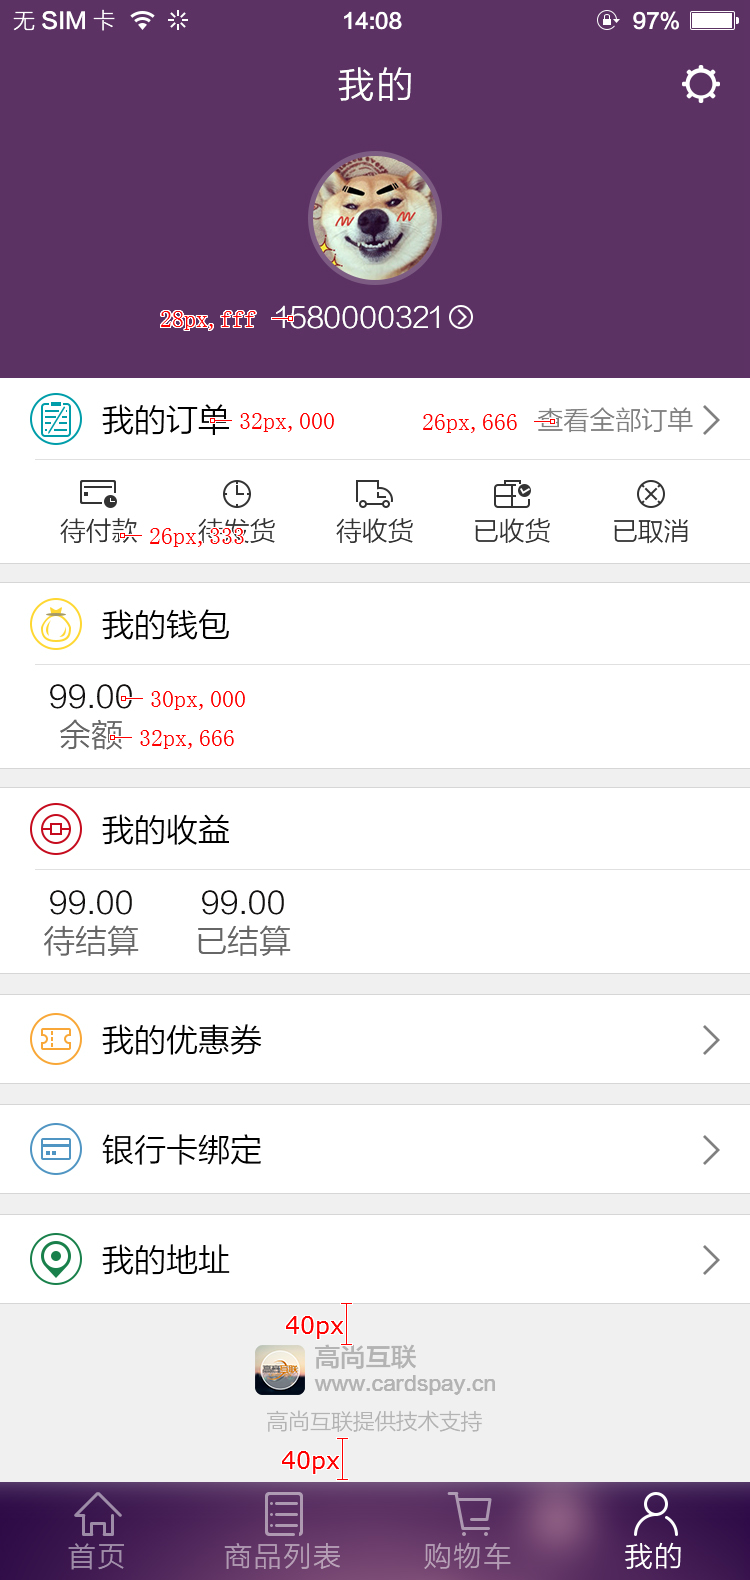 无 SIM 卡 14:08 97%
我的
28px, fff 1580000321
我的订单 32px, 000 26px, 666 查看全部订单
待付款 26px, 333 待发货 待收货 已收货 已取消
我的钱包
99.00 30px, 000
余额 32px, 666
我的收益
99.00 99.00
待结算 已结算
我的优惠券
银行卡绑定
我的地址
40px
高尚互联 高尚互联
www.cardspay.cn
高尚互联提供技术支持
40px
首页 商品列表 购物车 我的